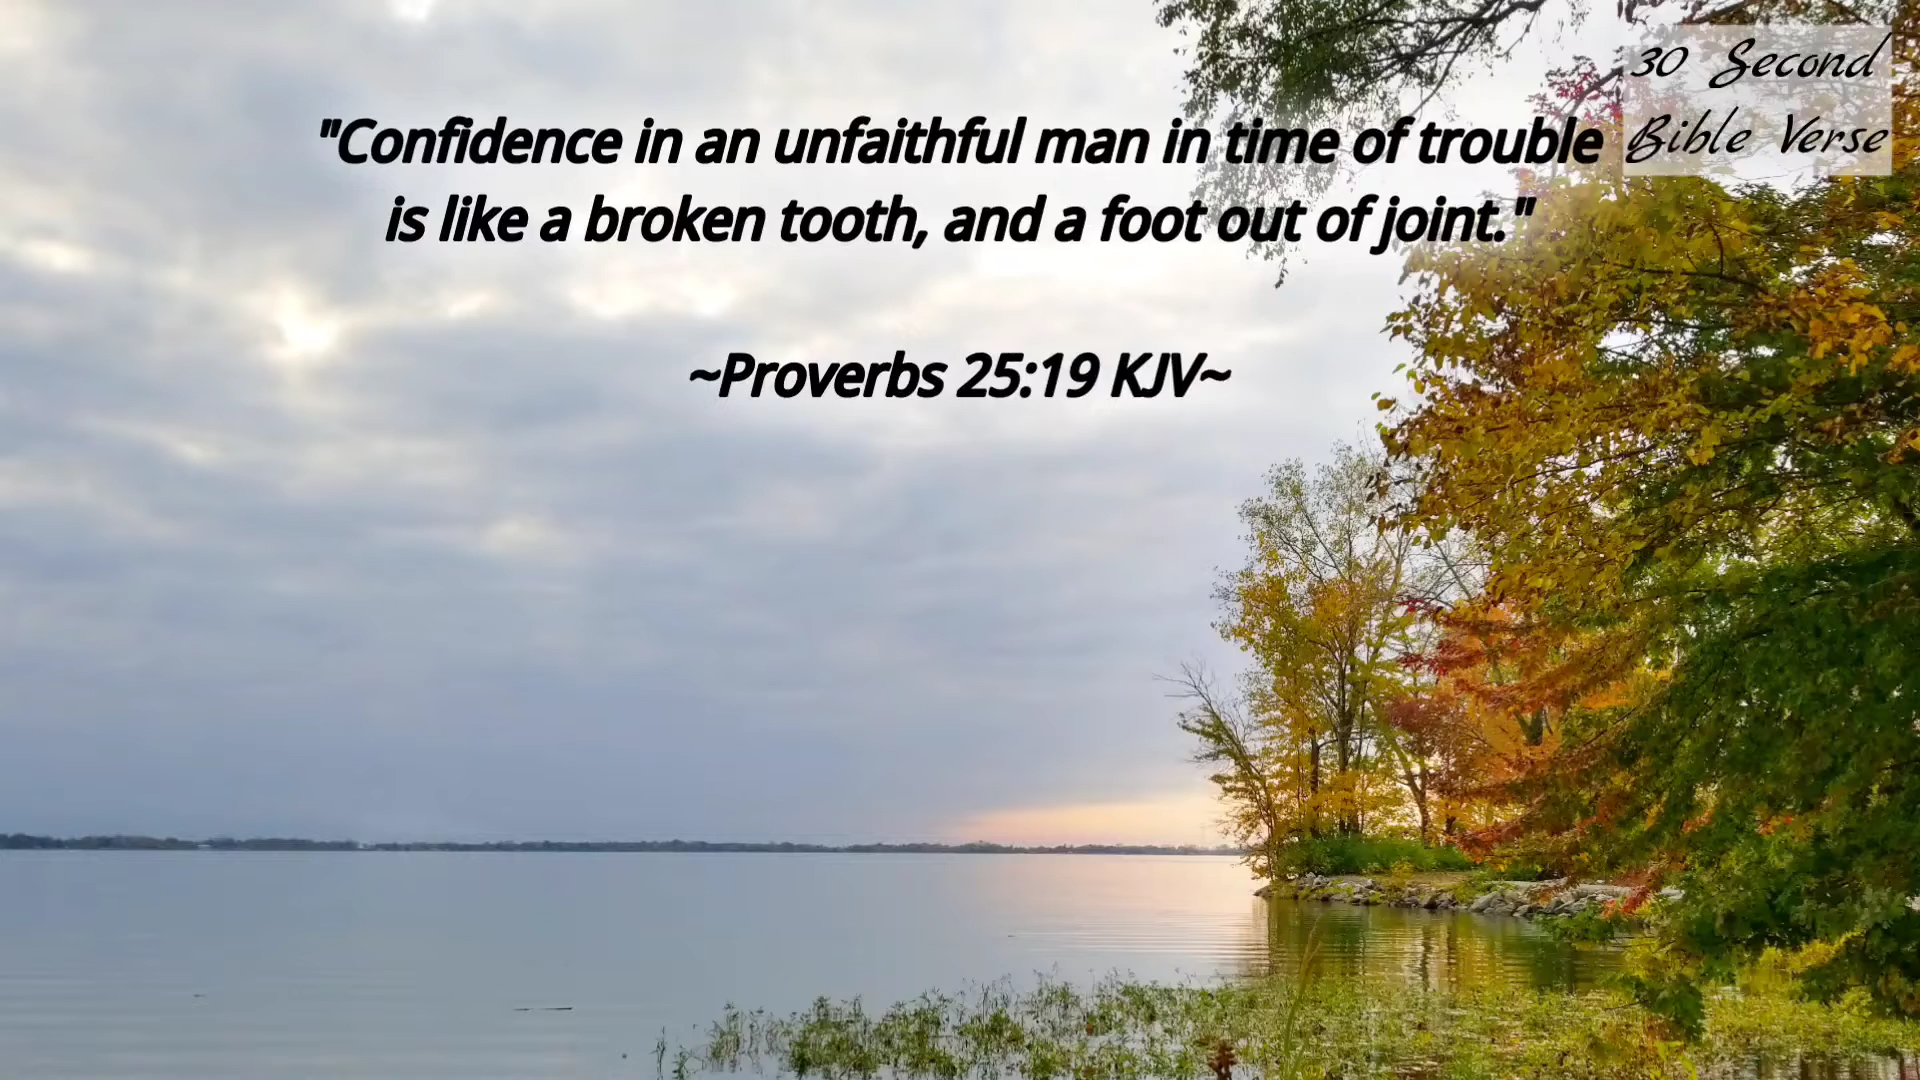 30 Second
Bible Verse
"Confidence in an unfaithful man in time of trouble
is like a broken tooth, and a foot out of joint."
~Proverbs 25:19 KJV~